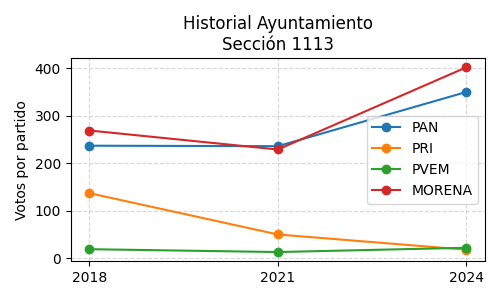 Historial Ayuntamiento
Sección 1113
Votos por partido
400
300
200
100
0
2018
2021
2024
PAN
PRI
PVEM
MORENA